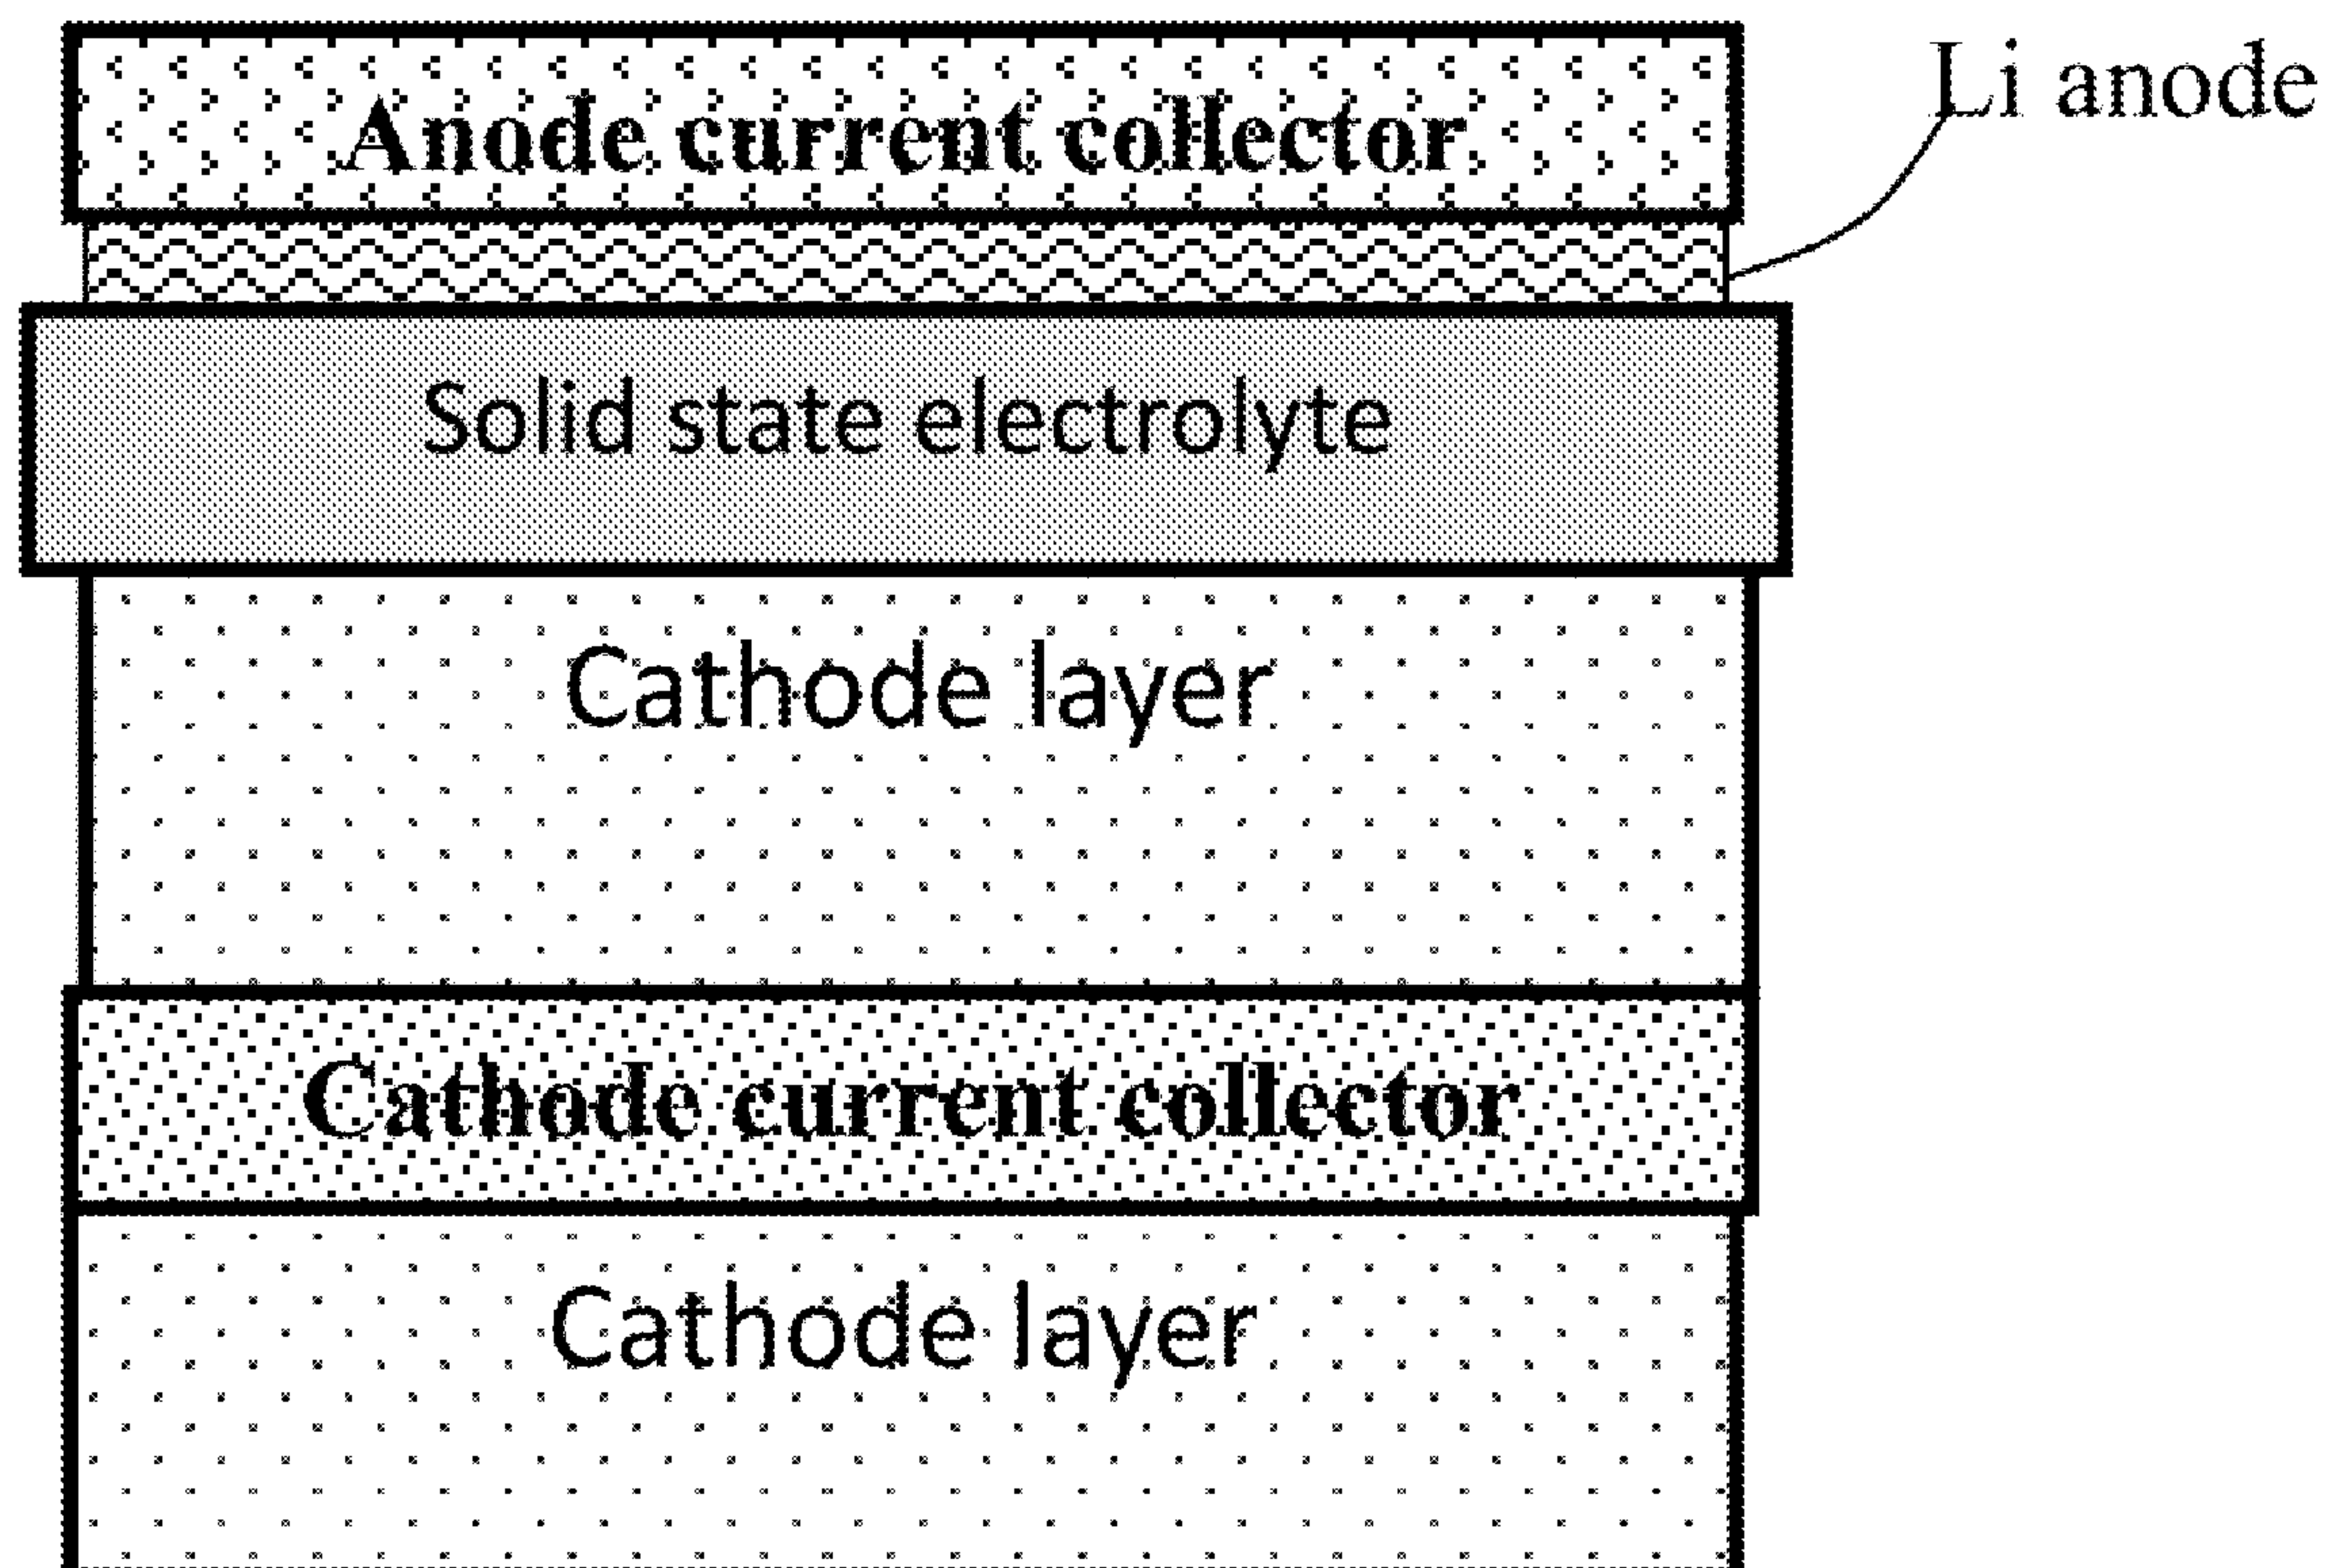 Li anode
Anode current collector
Solid state electrolyte
Cathode layer
Cathode current collector
Cathode layer